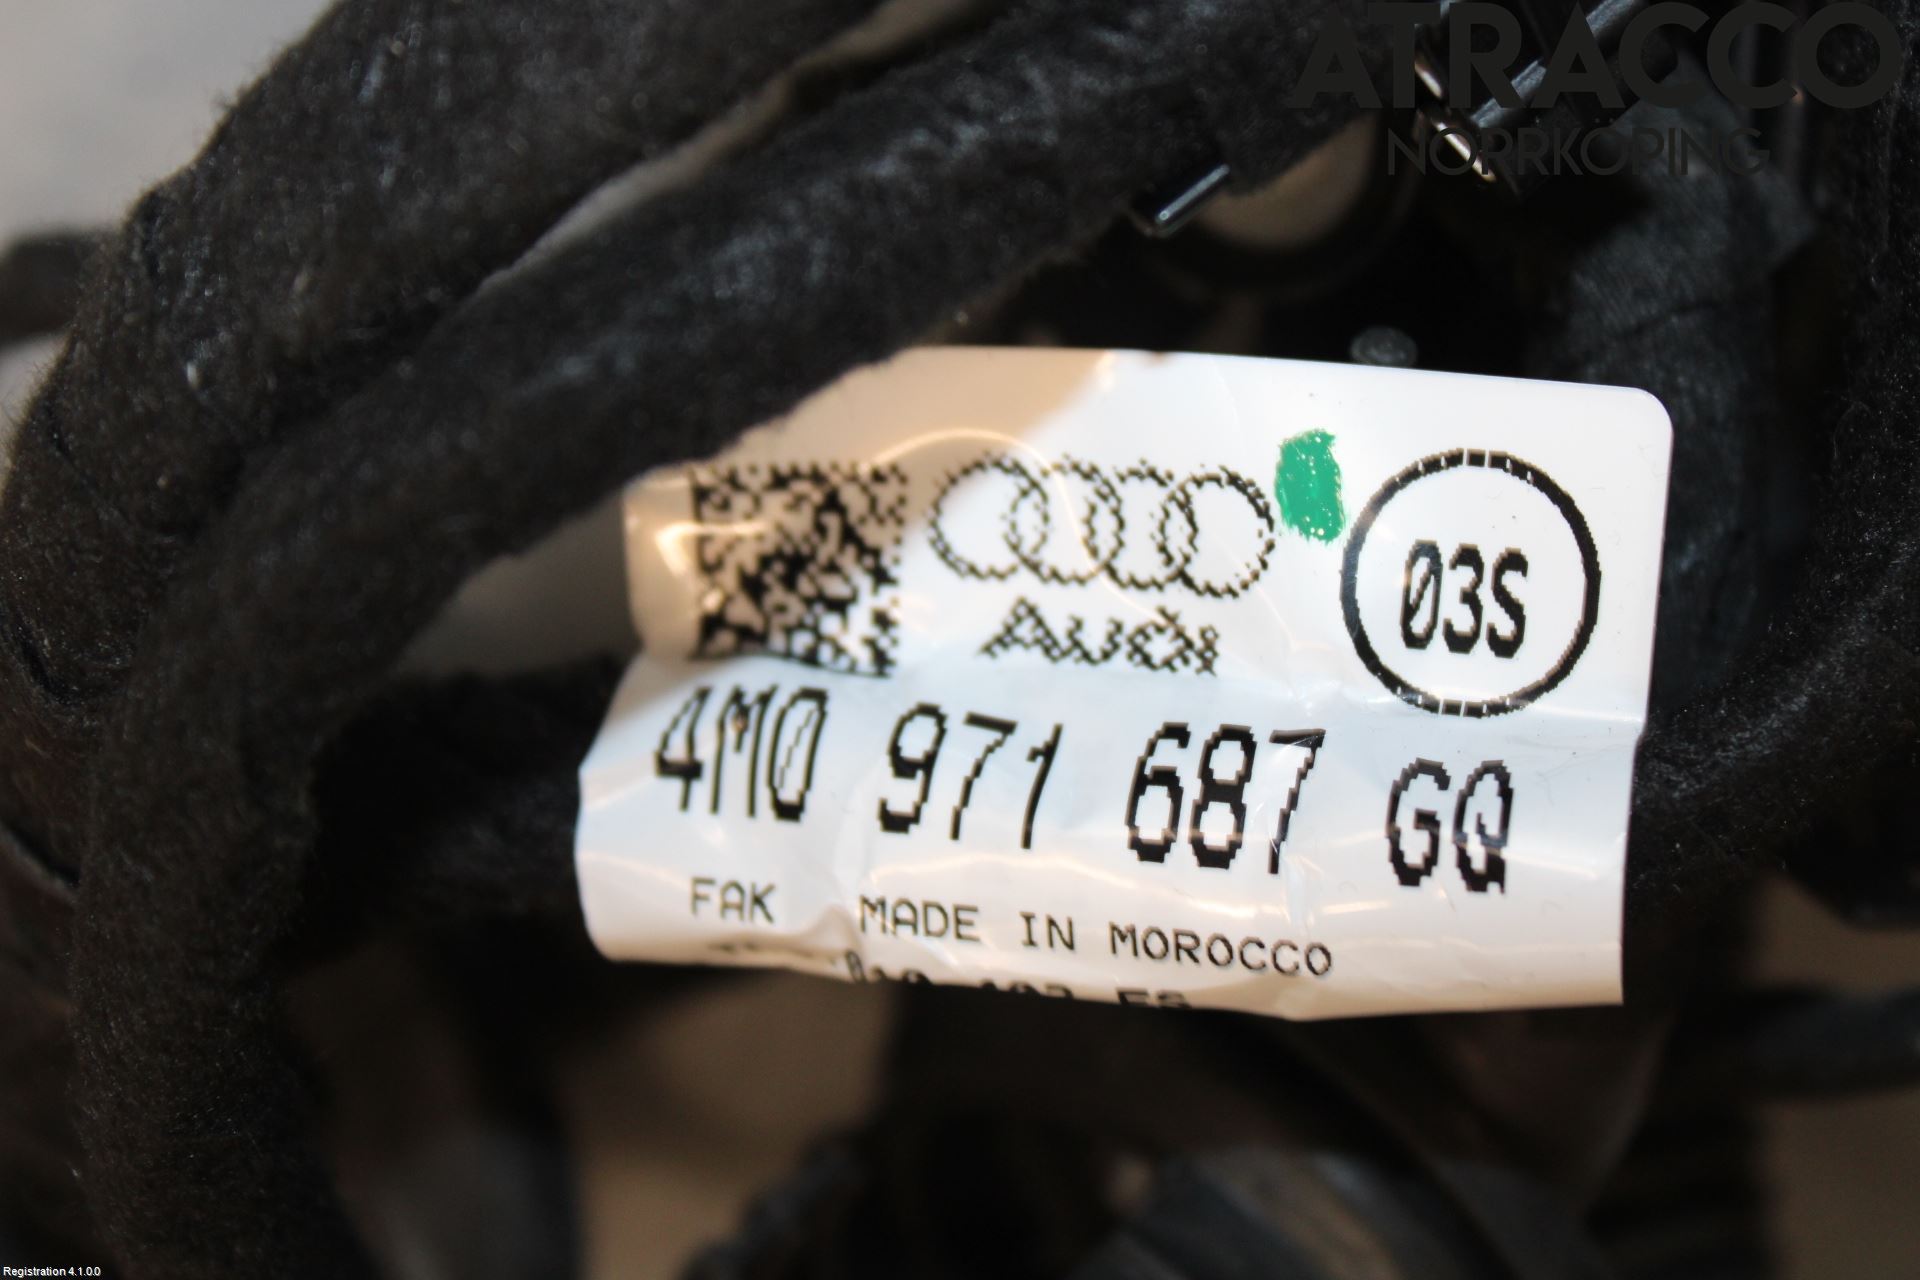 ATRACCO
NORRKÖPING
03S
Audi
4M0 971 687 GQ
FAK MADE IN MOROCCO
Registration 4.1.0.0